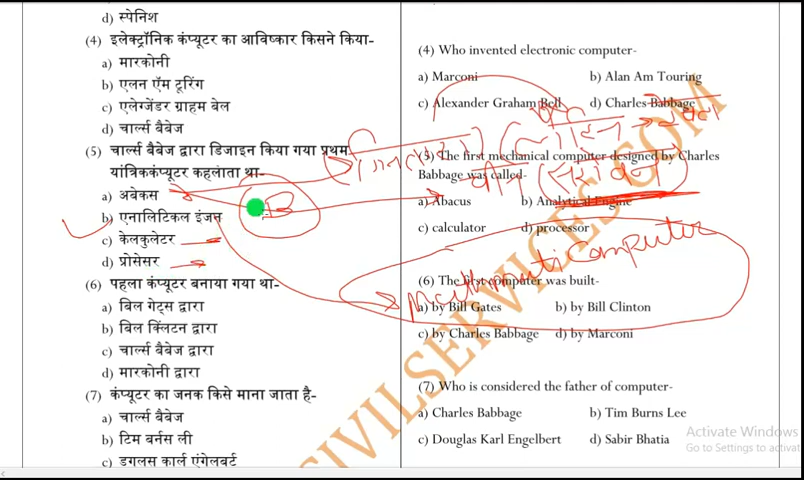 d) स्पेनिश
(4) इलेक्ट्रॉनिक कंप्यूटर का आविष्कार किसने किया-
a) मारकोनी
b) एलन ऍम टूरिंग
c) एलेग्जेंडर ग्राहम बेल
d) चार्ल्स बैबेज
(5) चार्ल्स बैबेज द्वारा डिजाइन किया गया प्रथम
यांत्रिककंप्यूटर कहलाता था-
a) अबेकस
b) एनालिटिकल इंजन
c) केलकुलेटर
d) प्रोसेसर
(6) पहला कंप्यूटर बनाया गया था-
a) बिल गेट्स द्वारा
b) बिल क्लिंटन द्वारा
c) चार्ल्स बैबेज द्वारा
d) मारकोनी द्वारा
(7) कंप्यूटर का जनक किसे माना जाता है-
a) चार्ल्स बैबेज
b) टिम बर्नस ली
c) डगलस कार्ल एंगेलबर्ट
(4) Who invented electronic computer-
a) Marconi b) Alan Am Touring
c) Alexander Graham Bell d) Charles Babbage
(5) The first mechanical computer designed by Charles
Babbage was called-
चीन
a) Abacus b) Analytical Engine
c) calculator d) processor
Computer
(6) The first computer was built-
a) by Bill Gates b) by Bill Clinton
c) by Charles Babbage d) by Marconi
(7) Who is considered the father of computer-
a) Charles Babbage b) Tim Burns Lee
c) Douglas Karl Engelbert d) Sabir Bhatia
CIVILSERVICES.COM
Activate Windows
Go to Settings to activat